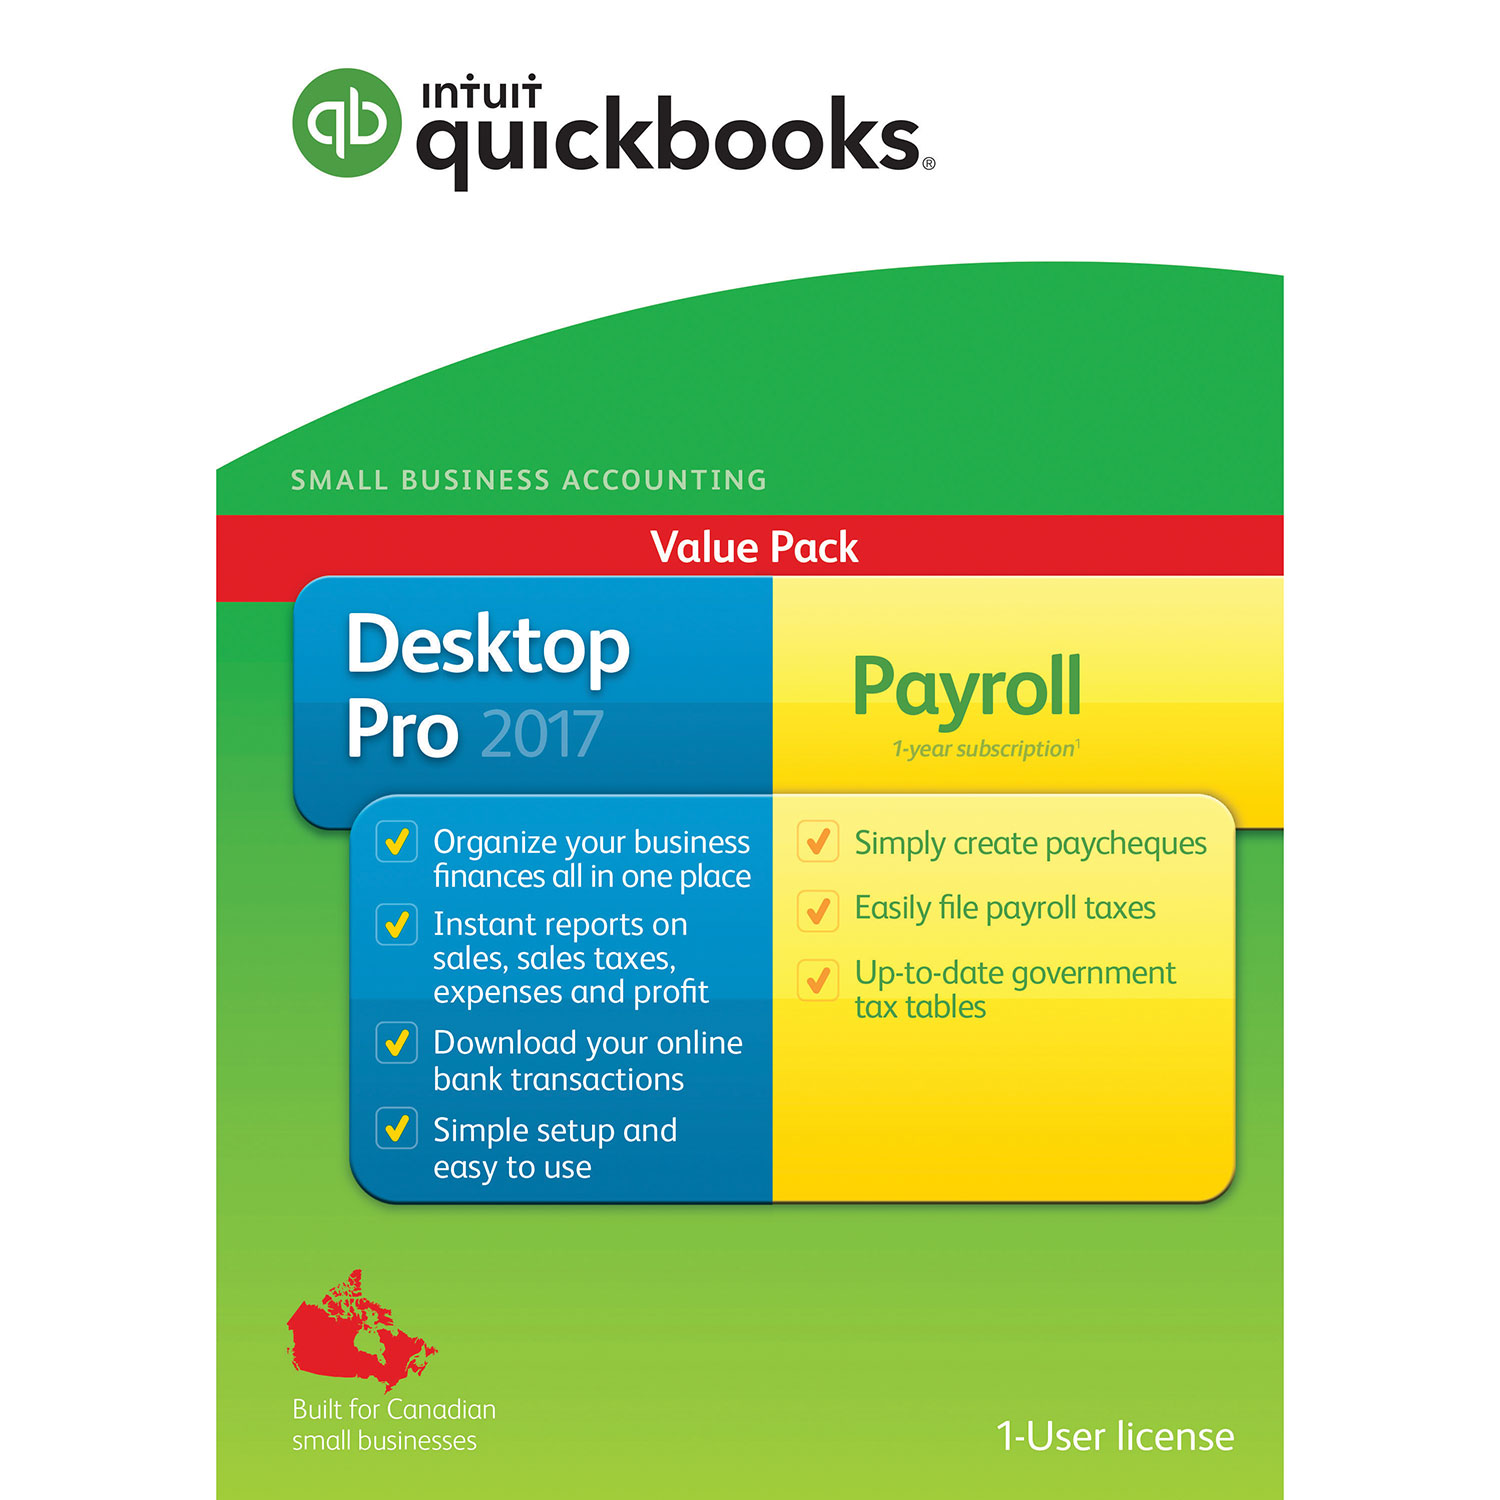 qb
intuit
quickbooks®
SMALL BUSINESS ACCOUNTING
Value Pack
Desktop
Pro 2017
Organize your business
finances all in one place
Instant reports on
sales, sales taxes,
expenses and profit
Download your online
bank transactions
Simple setup and
easy to use
Payroll
1-year subscription¹
Simply create paycheques
Easily file payroll taxes
Up-to-date government
tax tables
Built for Canadian
small businesses
1-User license